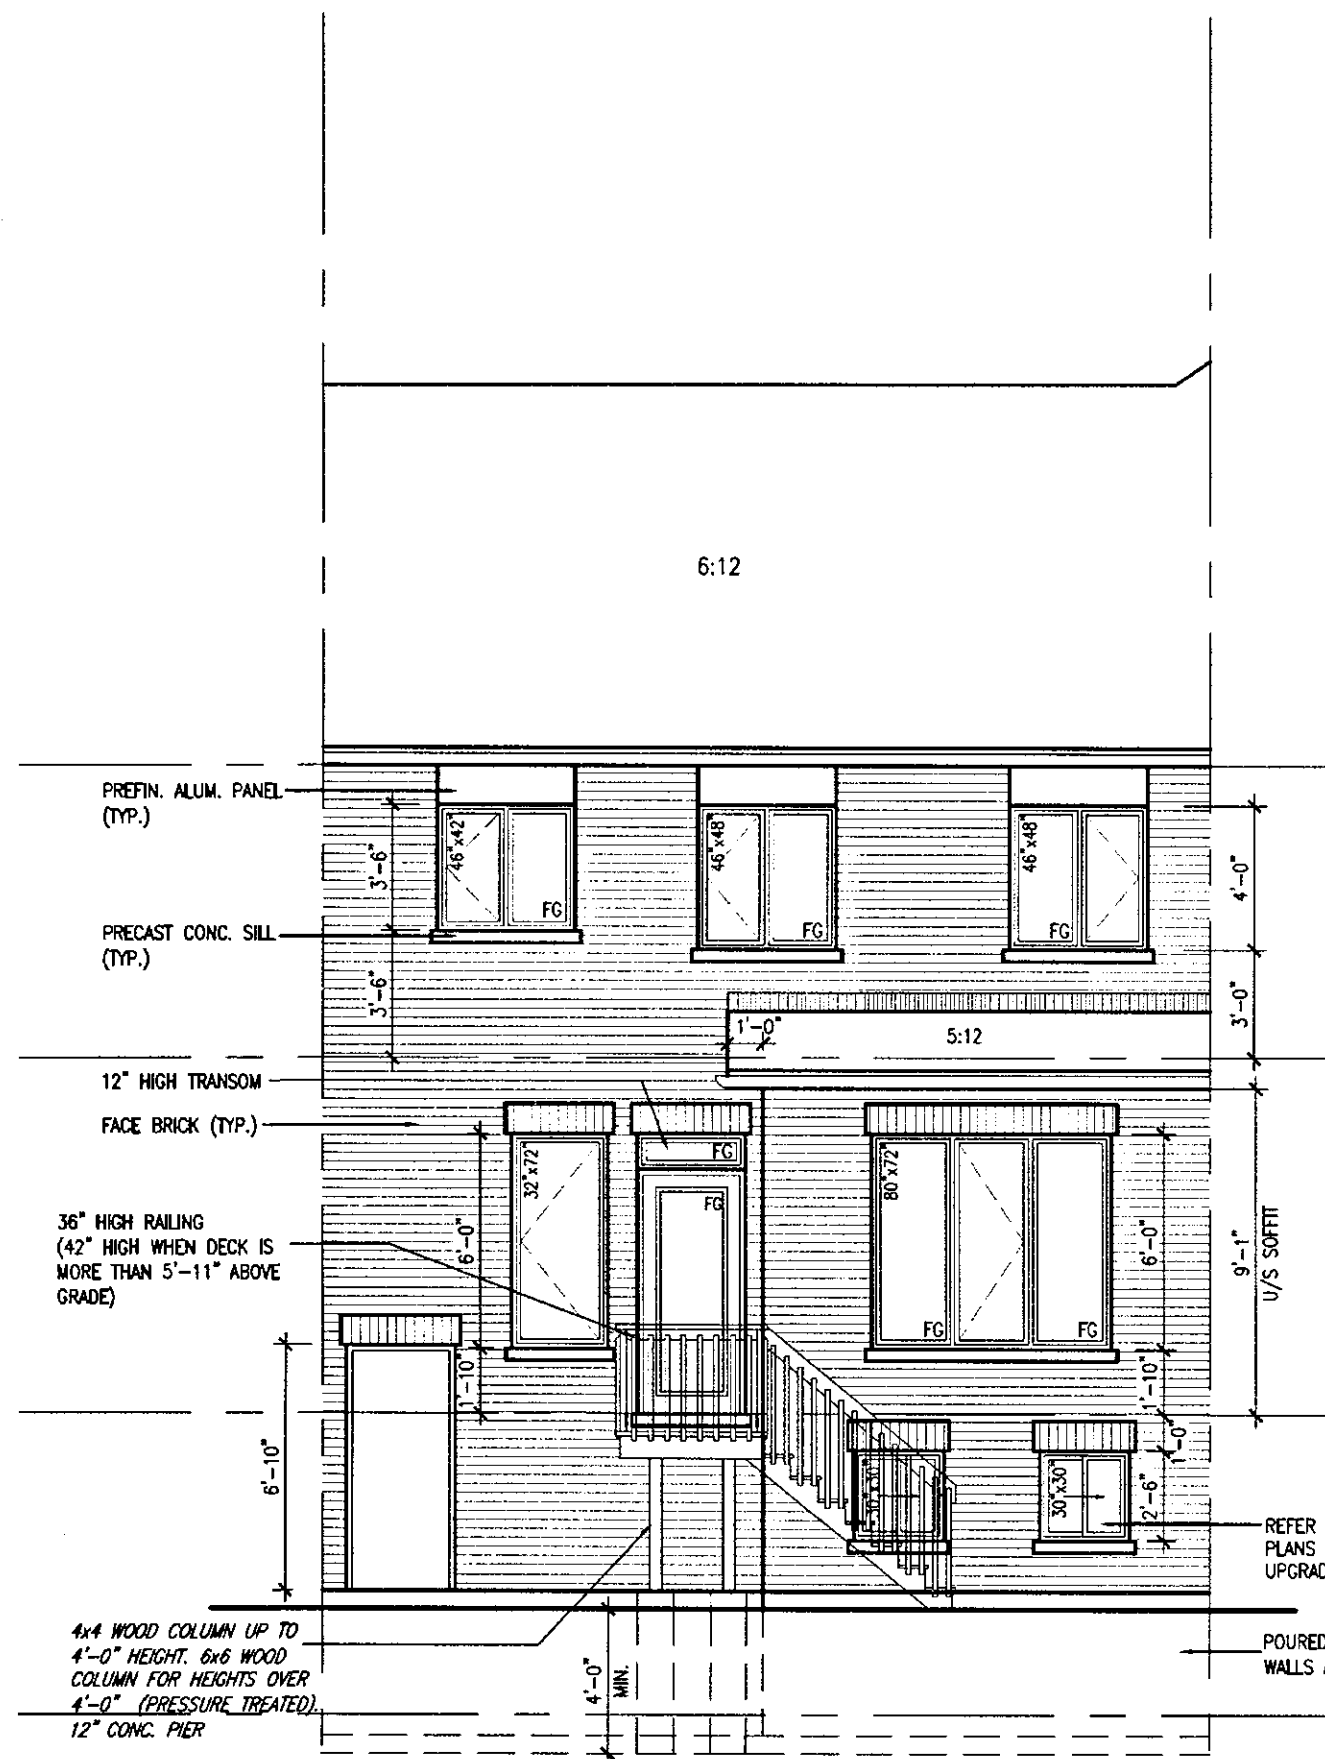 6:12
PREFIN. ALUM. PANEL
(TYP.)
46"x42"
46"x48"
46"x48"
3'-6"
4'-0"
FG
FG
FG
PRECAST CONC. SILL
(TYP.)
3'-6"
3'-0"
1'-0"
5:12
12" HIGH TRANSOM
FACE BRICK (TYP.)
FG
32"x72"
80"x72"
FG
36" HIGH RAILING
(42" HIGH WHEN DECK IS
MORE THAN 5'-11" ABOVE
GRADE)
6'-0"
6'-0"
9'-1"
U/S SOFFIT
FG
FG
1'-10"
1'-10"
1'-0"
6'-10"
30"x30"
30"x30"
2'-6"
REFER
PLANS
UPGRAD
4x4 WOOD COLUMN UP TO
4'-0" HEIGHT. 6x6 WOOD
COLUMN FOR HEIGHTS OVER
4'-0" (PRESSURE TREATED).
12" CONC. PIER
4'-0"
MIN.
POURED
WALLS